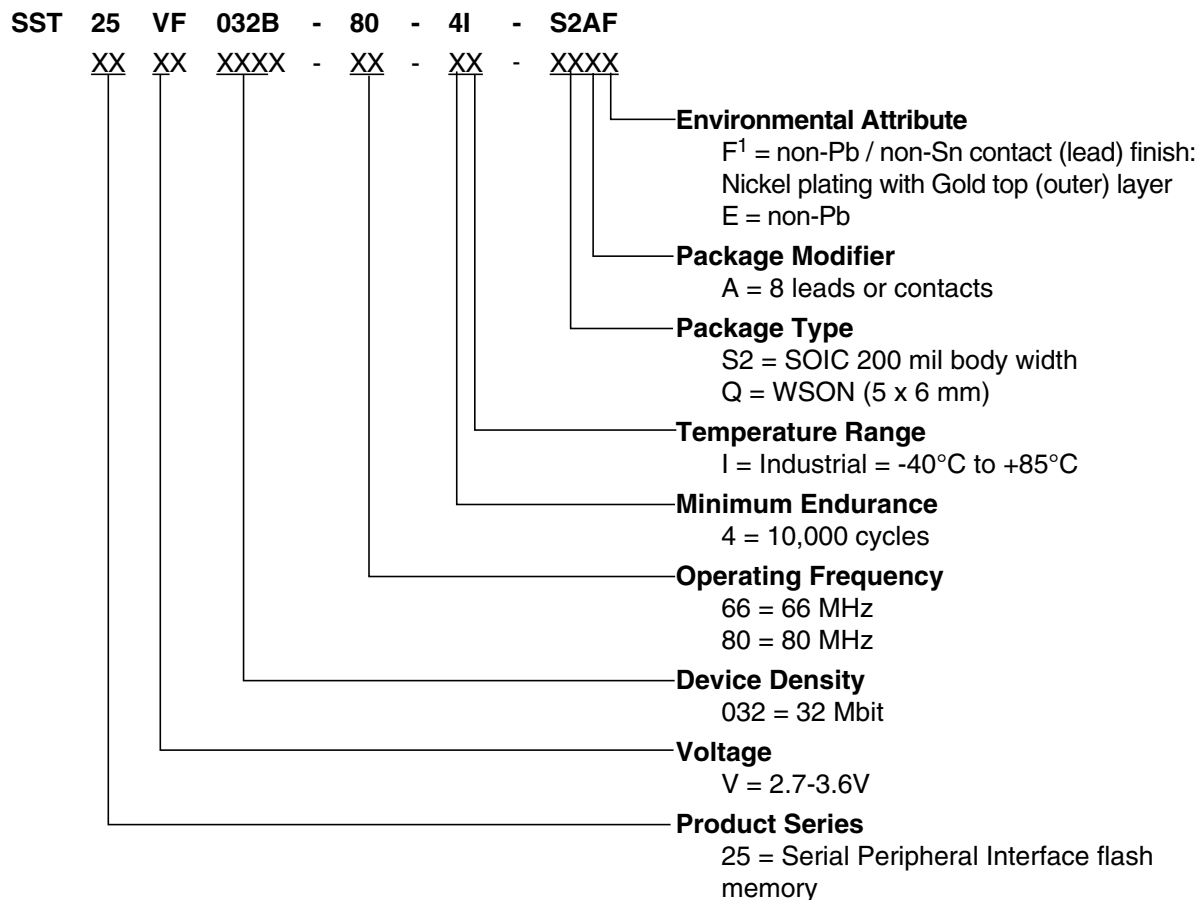 SST 25 VF 032B - 80 - 4I - S2AF
XX XX XXXX - XX - XX - XXXX
Environmental Attribute
F1 = non-Pb / non-Sn contact (lead) finish:
Nickel plating with Gold top (outer) layer
E = non-Pb
Package Modifier
A = 8 leads or contacts
Package Type
S2 = SOIC 200 mil body width
Q = WSON (5 x 6 mm)
Temperature Range
I = Industrial = -40°C to +85°C
Minimum Endurance
4 = 10,000 cycles
Operating Frequency
66 = 66 MHz
80 = 80 MHz
Device Density
032 = 32 Mbit
Voltage
V = 2.7-3.6V
Product Series
25 = Serial Peripheral Interface flash
memory